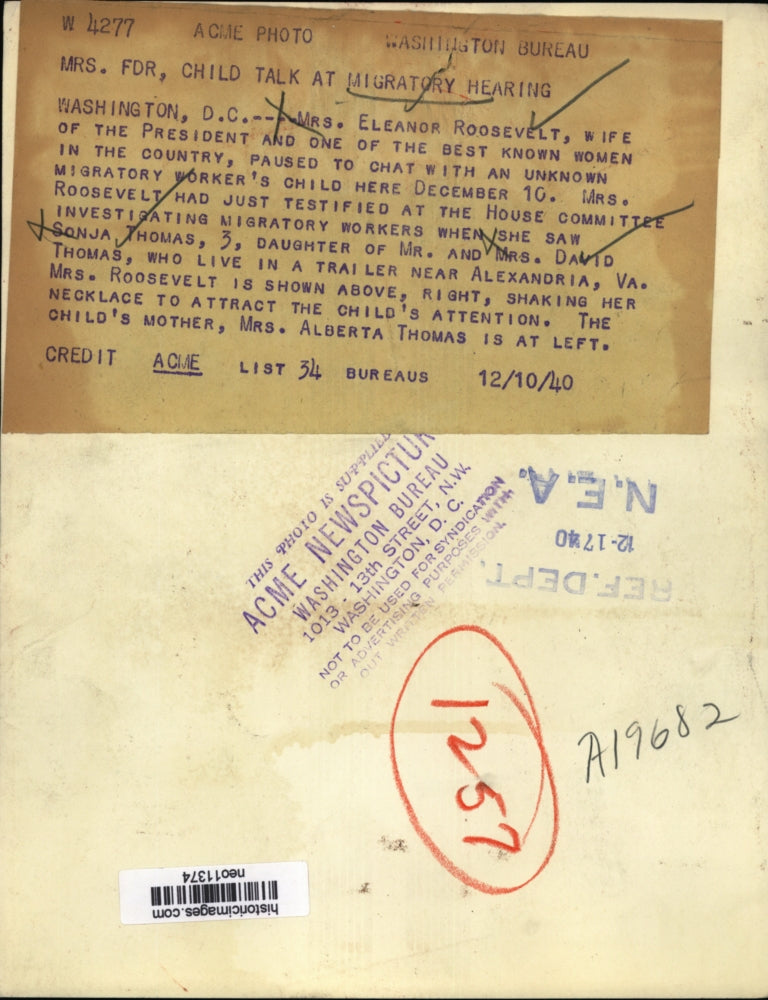 W 4277 ACME PHOTO WASHINGTON BUREAU
MRS. FDR, CHILD TALK AT MIGRATORY HEARING
WASHINGTON, D.C.----MRS. ELEANOR ROOSEVELT, WIFE
OF THE PRESIDENT AND ONE OF THE BEST KNOWN WOMEN
IN THE COUNTRY, PAUSED TO CHAT WITH AN UNKNOWN
MIGRATORY WORKER'S CHILD HERE DECEMBER 10. MRS.
ROOSEVELT HAD JUST TESTIFIED AT THE HOUSE COMMITTEE
INVESTIGATING MIGRATORY WORKERS WHEN SHE SAW
SONJA THOMAS, 3, DAUGHTER OF MR. AND MRS. DAVID
THOMAS, WHO LIVE IN A TRAILER NEAR ALEXANDRIA, VA.
MRS. ROOSEVELT IS SHOWN ABOVE, RIGHT, SHAKING HER
NECKLACE TO ATTRACT THE CHILD'S ATTENTION. THE
CHILD'S MOTHER, MRS. ALBERTA THOMAS IS AT LEFT.
CREDIT ACME LIST 34 BUREAUS 12/10/40
THIS PHOTO IS SUPPLIED
ACME NEWSPICTUR
WASHINGTON BUREAU
1013 - 13th STREET, N.W.
WASHINGTON, D. C.
NOT TO BE USED FOR SYNDICATION
OR ADVERTISING PURPOSES WITH-
OUT WRITTEN PERMISSION.
N.E.A.
12-1740
REF. DEPT.
1257
A19682
historicimages.com
neo11374